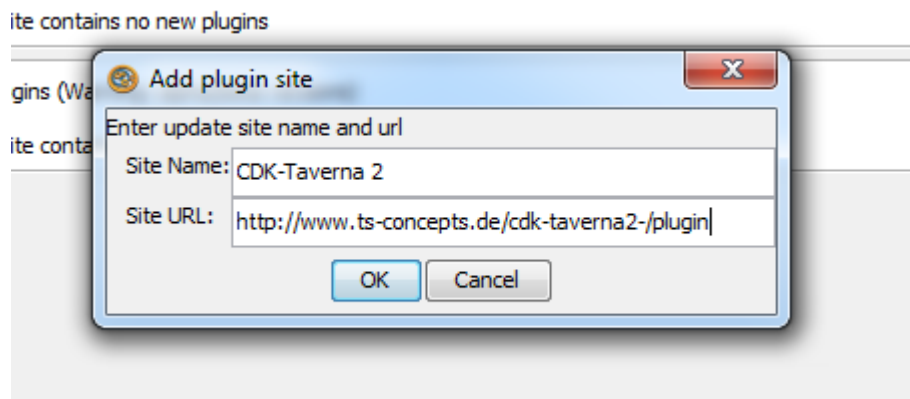 ite contains no new plugins
Add plugin site
gins (Wa
Enter update site name and url
ite conta
Site Name: CDK-Taverna 2
Site URL: http://www.ts-concepts.de/cdk-taverna2-/plugin
OK Cancel